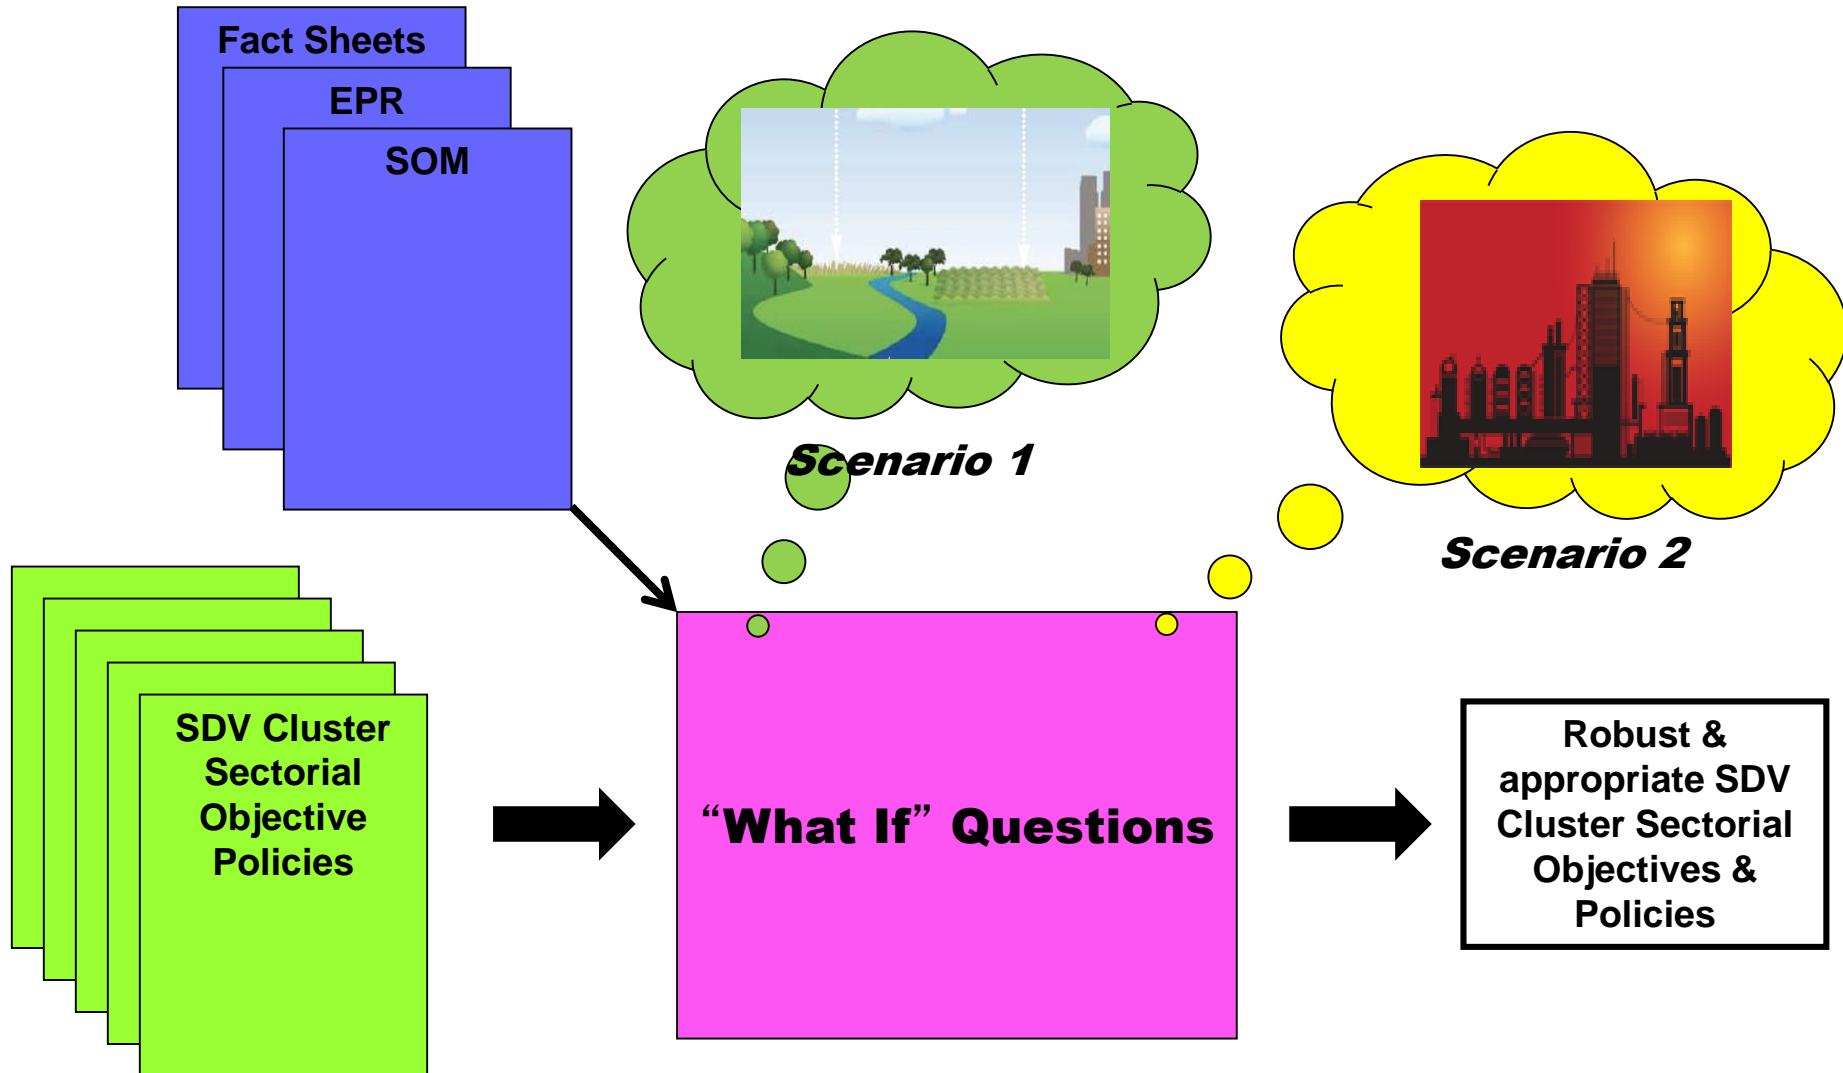 Fact Sheets
EPR
SOM
Scenario 1
Scenario 2
SDV Cluster
Sectorial
Objective
Policies
“What If” Questions
Robust &
appropriate SDV
Cluster Sectorial
Objectives &
Policies